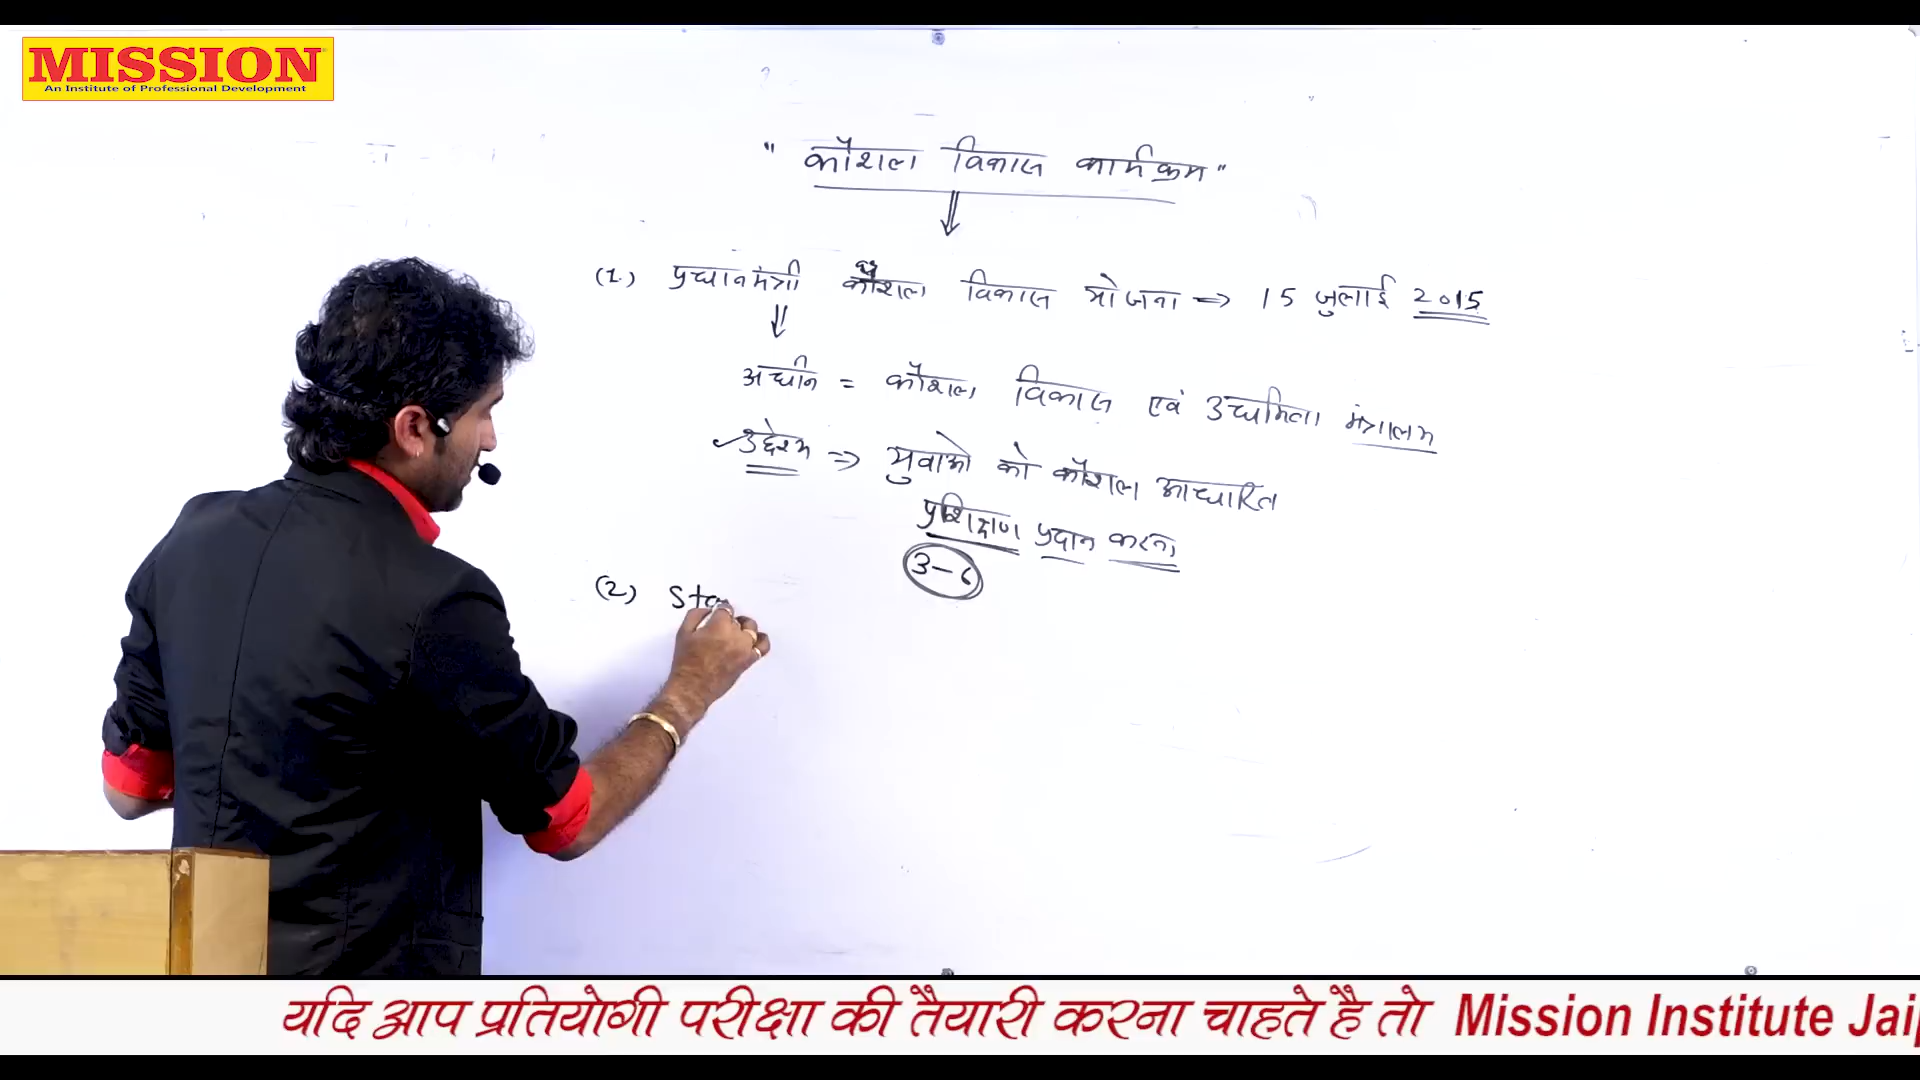 MISSION
An Institute of Professional Development
" कौशल विकास कार्यक्रम "
(1.) प्रधानमंत्री कौशल विकास योजना => 15 जुलाई 2015
अधीन = कौशल विकास एवं उद्यमिता मंत्रालय
उद्देश्य => युवाओ को कौशल आधारित
प्रशिक्षण प्रदान करना
3-6
(2) Sta
यदि आप प्रतियोगी परीक्षा की तैयारी करना चाहते है तो Mission Institute Jaip